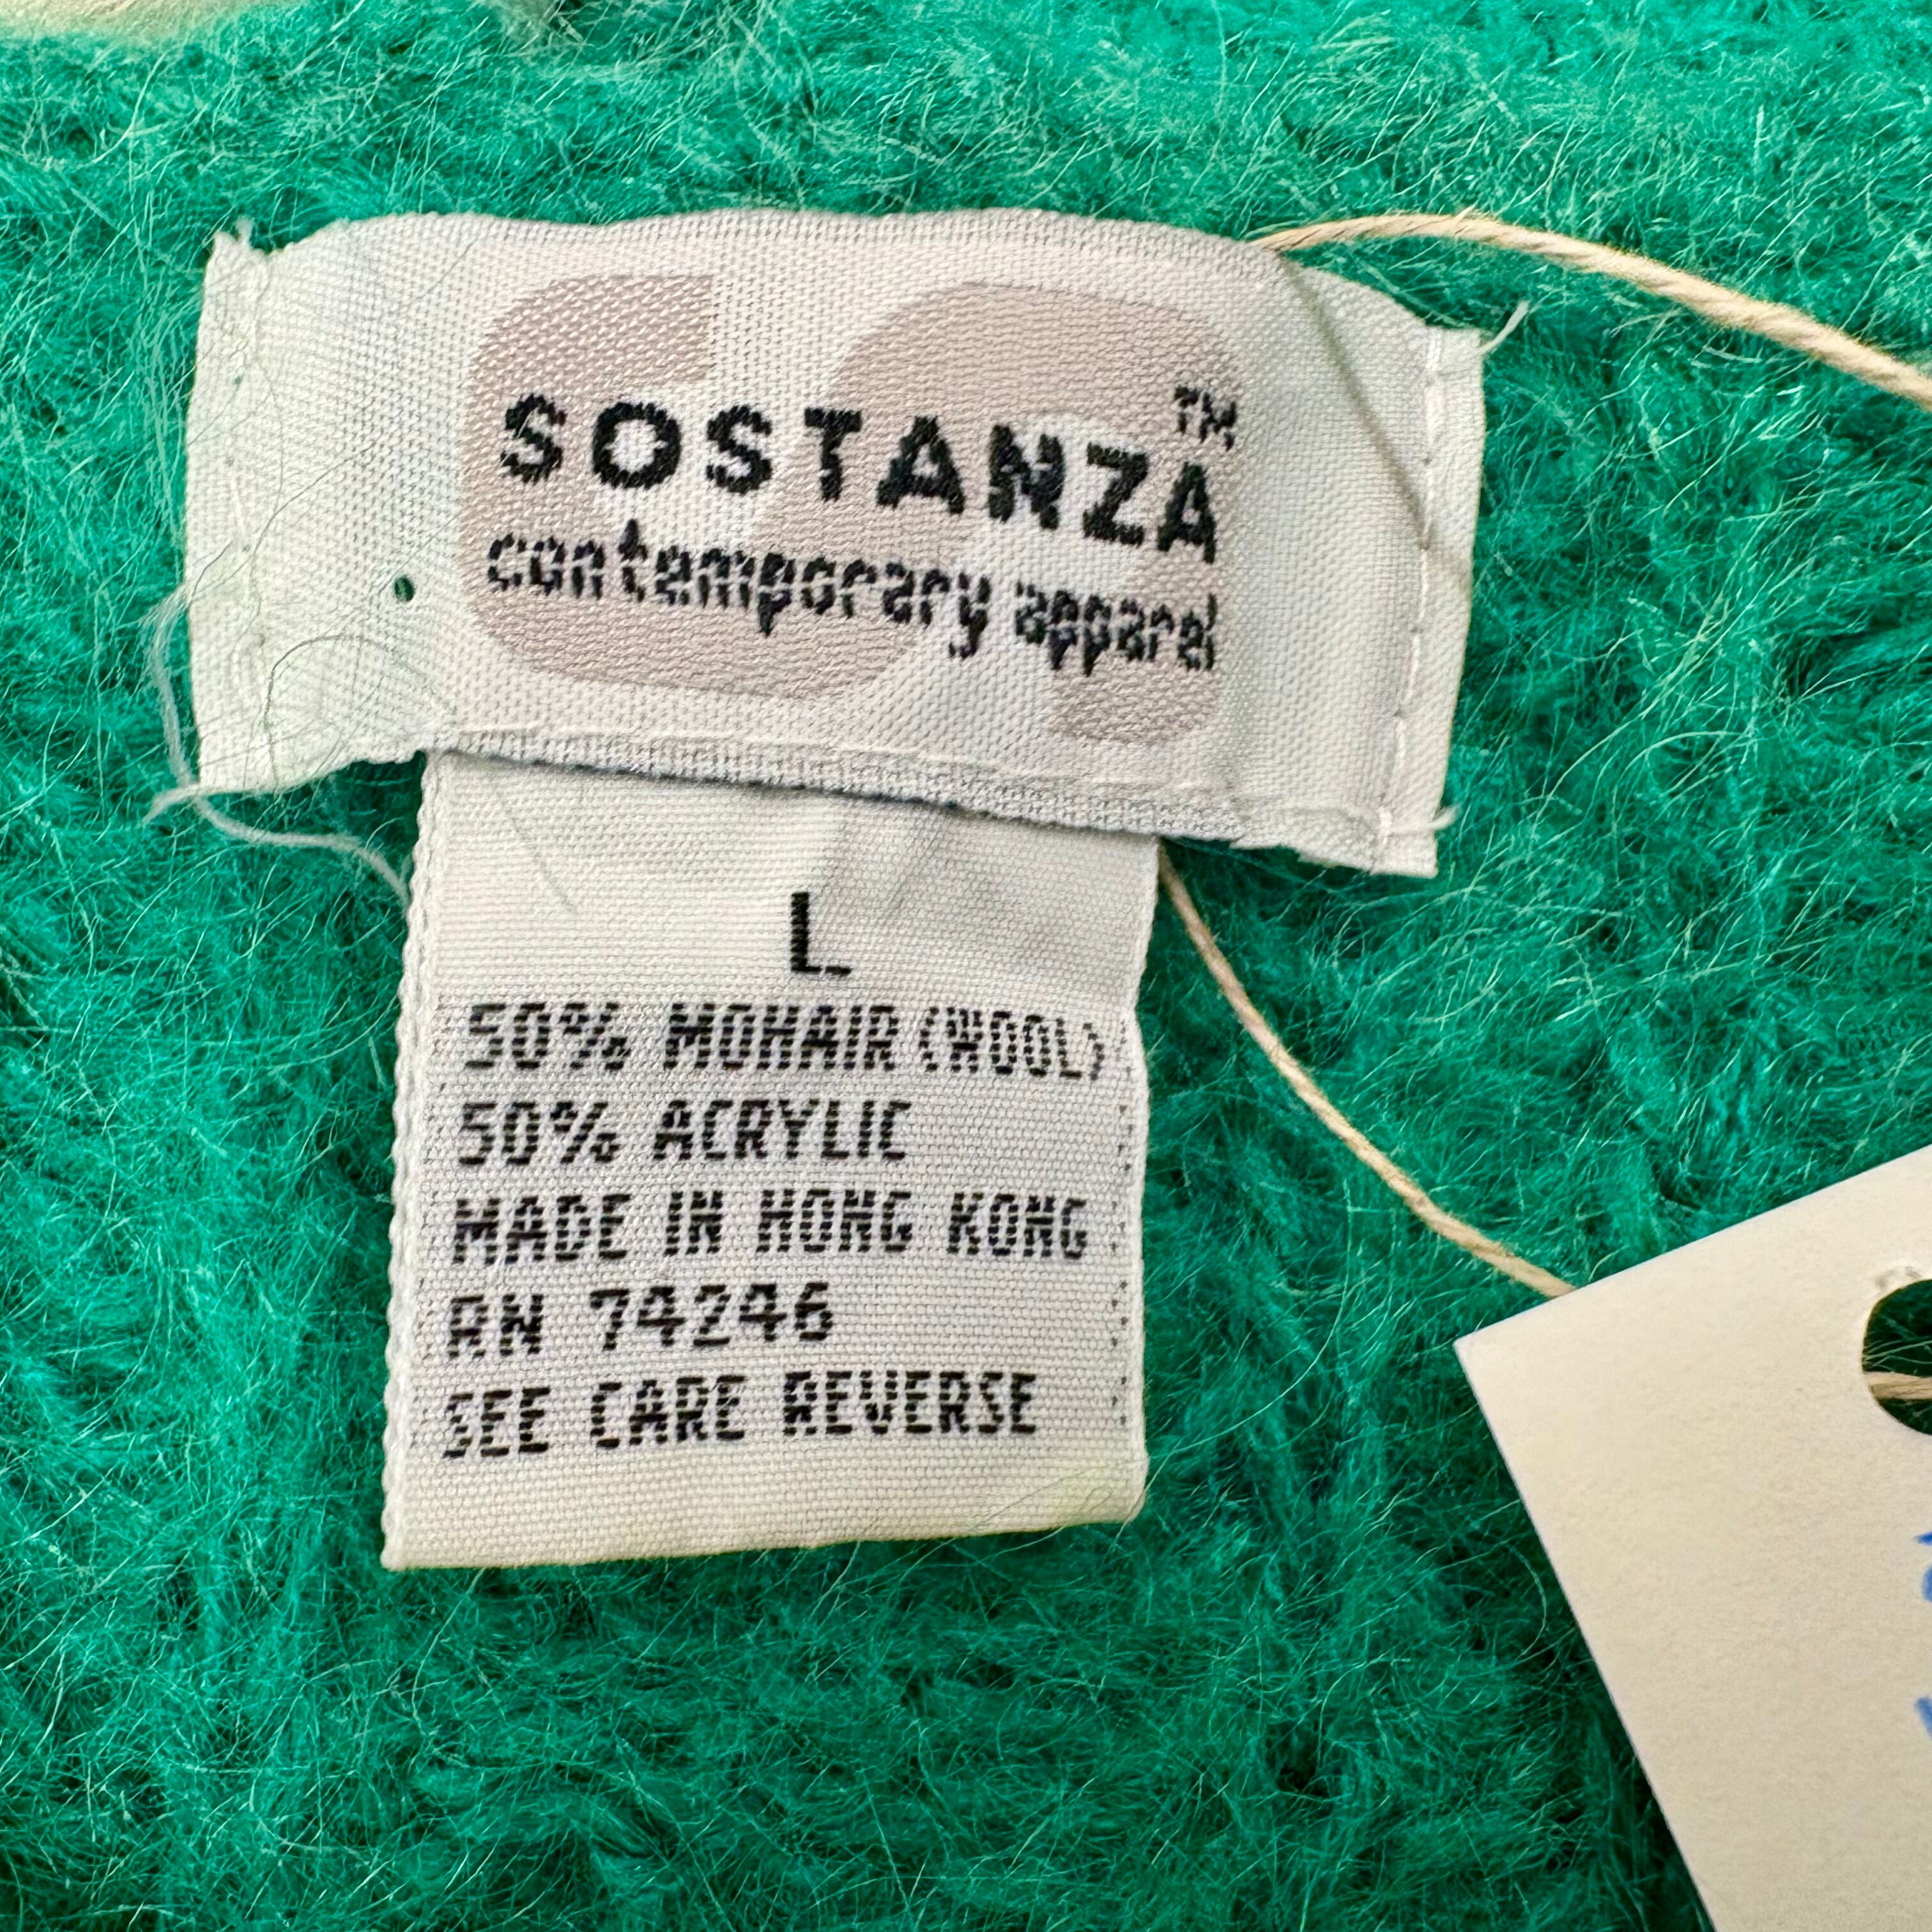 SOSTANZA™
contemporary apparel
L
50% MOHAIR (WOOL)
50% ACRYLIC
MADE IN HONG KONG
RN 74246
SEE CARE REVERSE